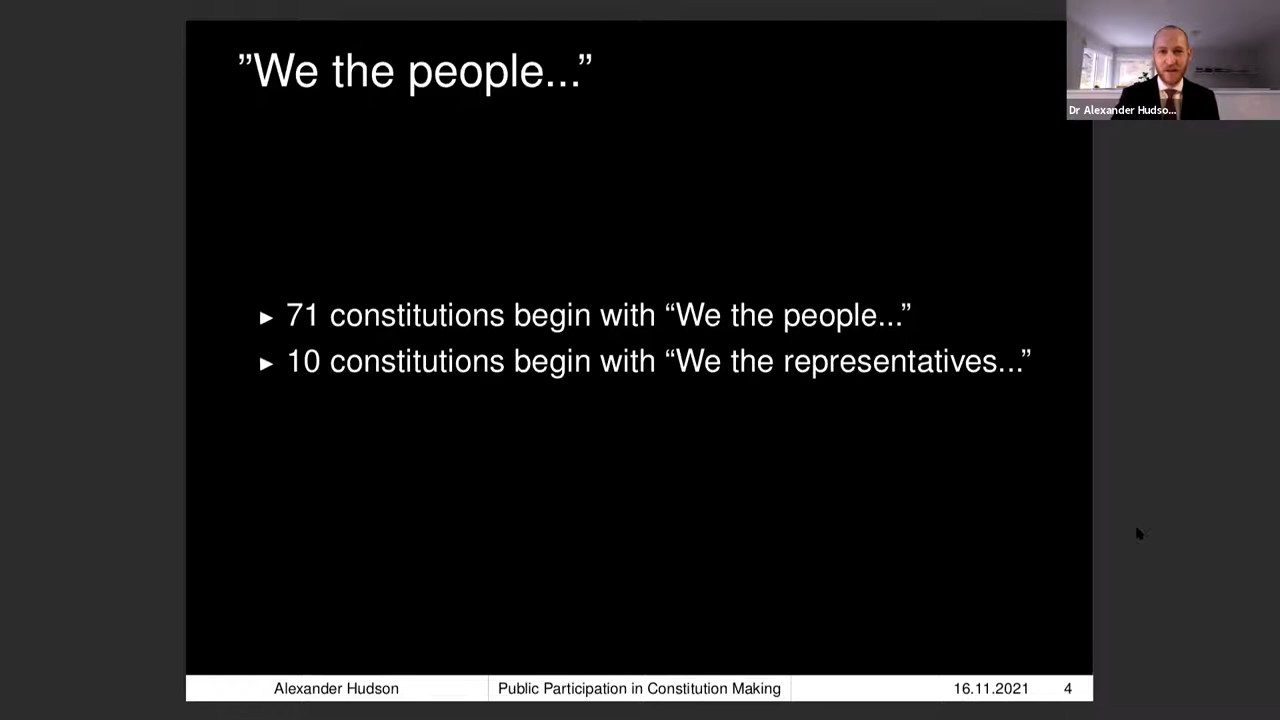 ”We the people...”
Dr Alexander Hudso...
▸ 71 constitutions begin with “We the people...”
▸ 10 constitutions begin with “We the representatives...”
Alexander Hudson Public Participation in Constitution Making 16.11.2021 4